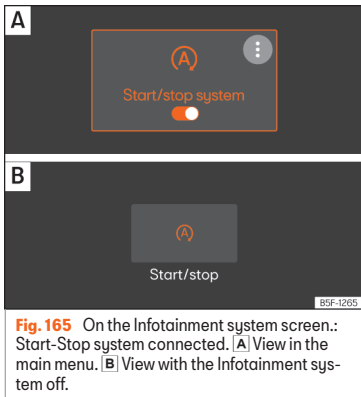 A
A
Start/stop system
B
A
Start/stop
B5F-1265
Fig. 165 On the Infotainment system screen.:
Start-Stop system connected. A View in the
main menu. B View with the Infotainment sys-
tem off.